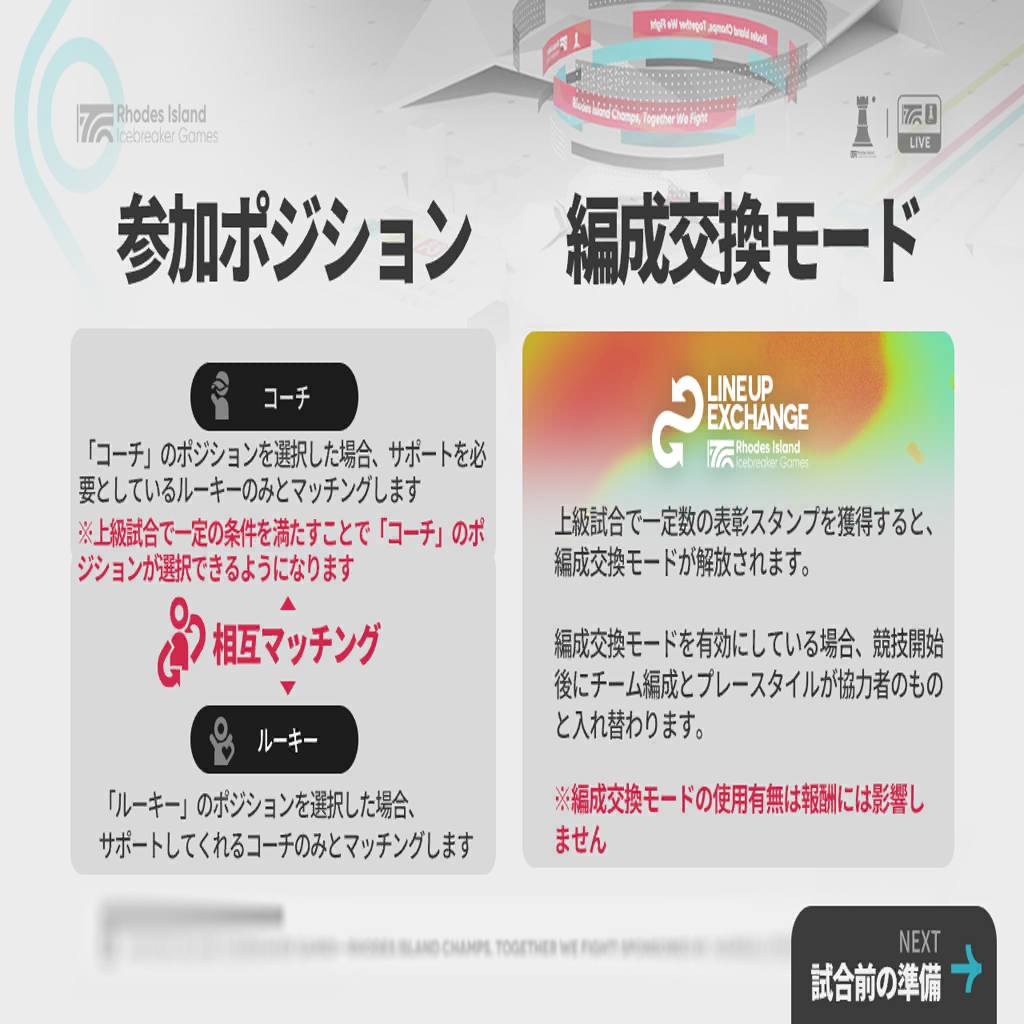 Rhodes Island Champs, Together We Fight
Rhodes Island Champs, Together We Fight
Rhodes Island
Icebreaker Games
LIVE
参加ポジション
コーチ
「コーチ」のポジションを選択した場合、サポートを必
要としているルーキーのみとマッチングします
※上級試合で一定の条件を満たすことで「コーチ」のポ
ジションが選択できるようになります
相互マッチング
ルーキー
「ルーキー」のポジションを選択した場合、
サポートしてくれるコーチのみとマッチングします
編成交換モード
LINEUP
EXCHANGE
Rhodes Island
Icebreaker Games
上級試合で一定数の表彰スタンプを獲得すると、
編成交換モードが解放されます。
編成交換モードを有効にしている場合、競技開始
後にチーム編成とプレースタイルが協力者のもの
と入れ替わります。
※編成交換モードの使用有無は報酬には影響し
ません
RHODES ISLAND CHAMPS, TOGETHER WE FIGHT
NEXT
試合前の準備